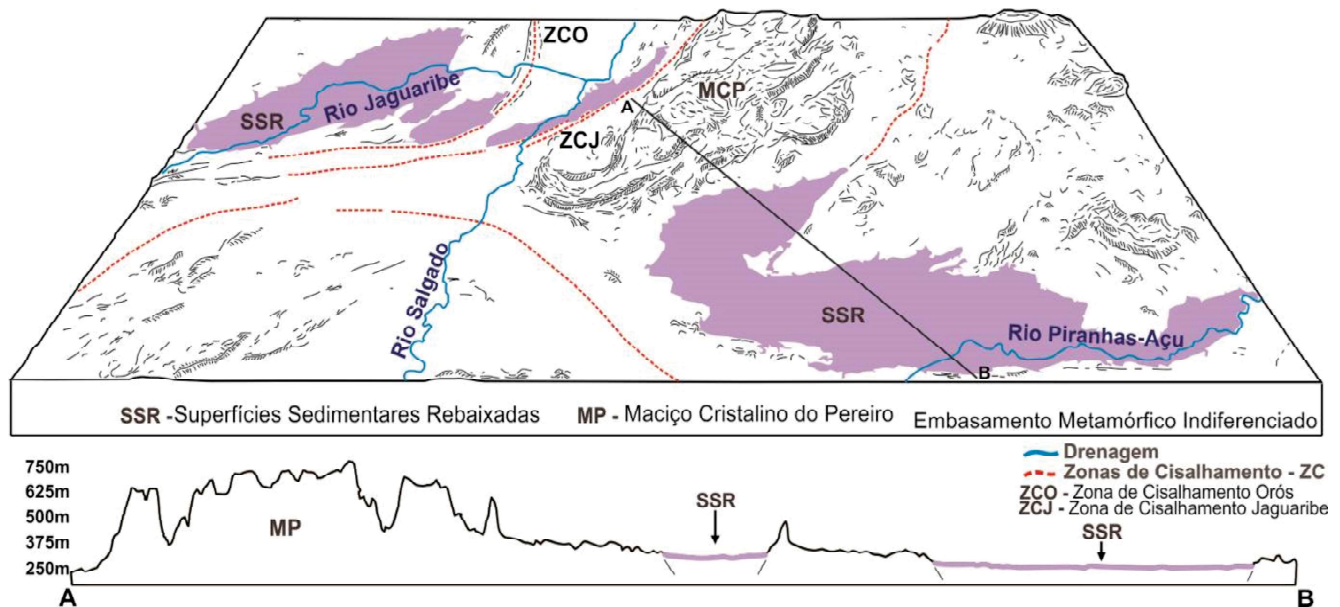 ZCO
Rio Jaguaribe
SSR
MCP
A
ZCJ
Rio Salgado
SSR
Rio Piranhas-Açu
B
SSR -Superfícies Sedimentares Rebaixadas MP - Maciço Cristalino do Pereiro Embasamento Metamórfico Indiferenciado
Drenagem
Zonas de Cisalhamento - ZC
ZCO - Zona de Cisalhamento Orós
ZCJ - Zona de Cisalhamento Jaguaribe
750m
625m
500m
375m
250m
MP
SSR
SSR
A
B